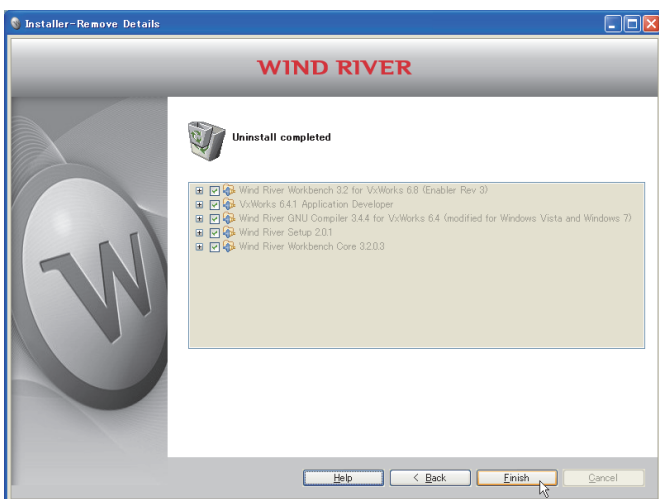 Installer-Remove Details
WIND RIVER
Uninstall completed
Wind River Workbench 3.2 for VxWorks 6.8 (Enabler Rev 3)
VxWorks 6.4.1 Application Developer
Wind River GNU Compiler 3.4.4 for VxWorks 6.4 (modified for Windows Vista and Windows 7)
Wind River Setup 2.0.1
Wind River Workbench Core 3.2.0.3
W
Help < Back Finish Cancel